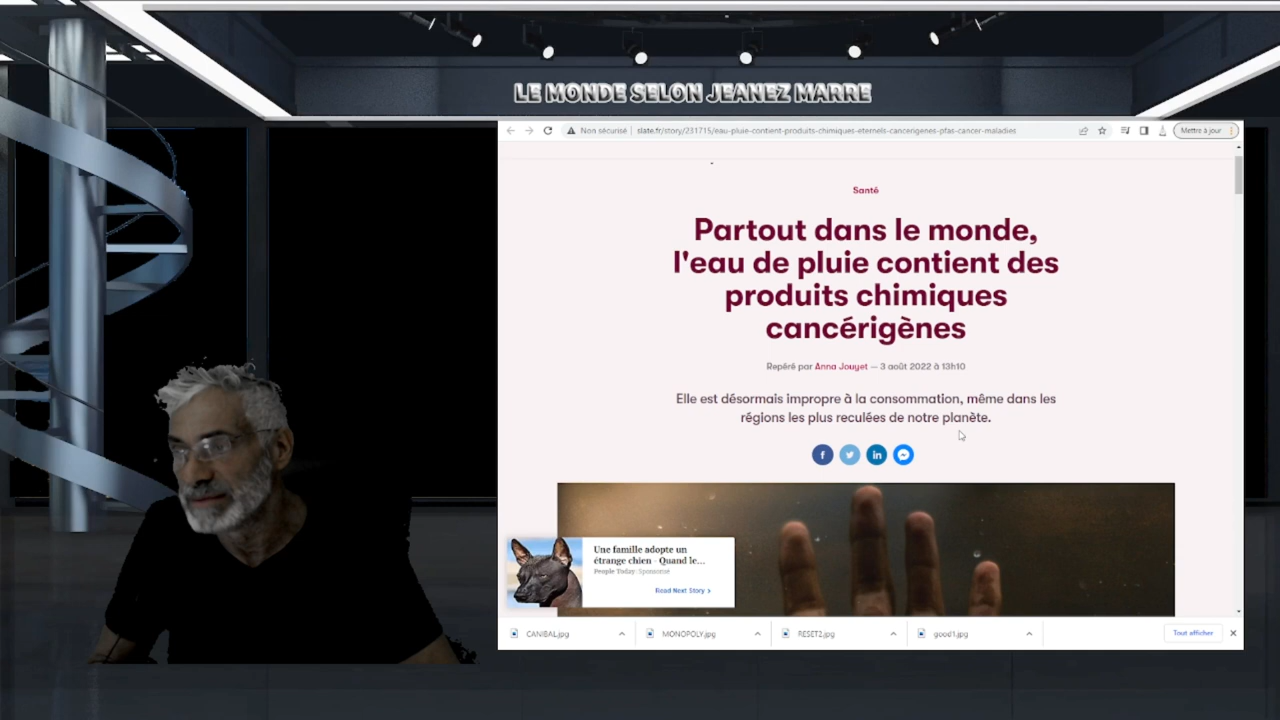 LE MONDE SELON JEANEZ MARRE
Non sécurisé | slate.fr/story/231715/eau-pluie-contient-produits-chimiques-eternels-cancerigenes-pfas-cancer-maladies
Mettre à jour
Santé
Partout dans le monde,
l'eau de pluie contient des
produits chimiques
cancérigènes
Repéré par Anna Jouyet — 3 août 2022 à 13h10
Elle est désormais impropre à la consommation, même dans les
régions les plus reculées de notre planète.
f
in
Une famille adopte un
étrange chien - Quand le...
People Today Sponsorisé
Read Next Story >
CANIBAL.jpg
MONOPOLY.jpg
RESET2.jpg
good1.jpg
Tout afficher